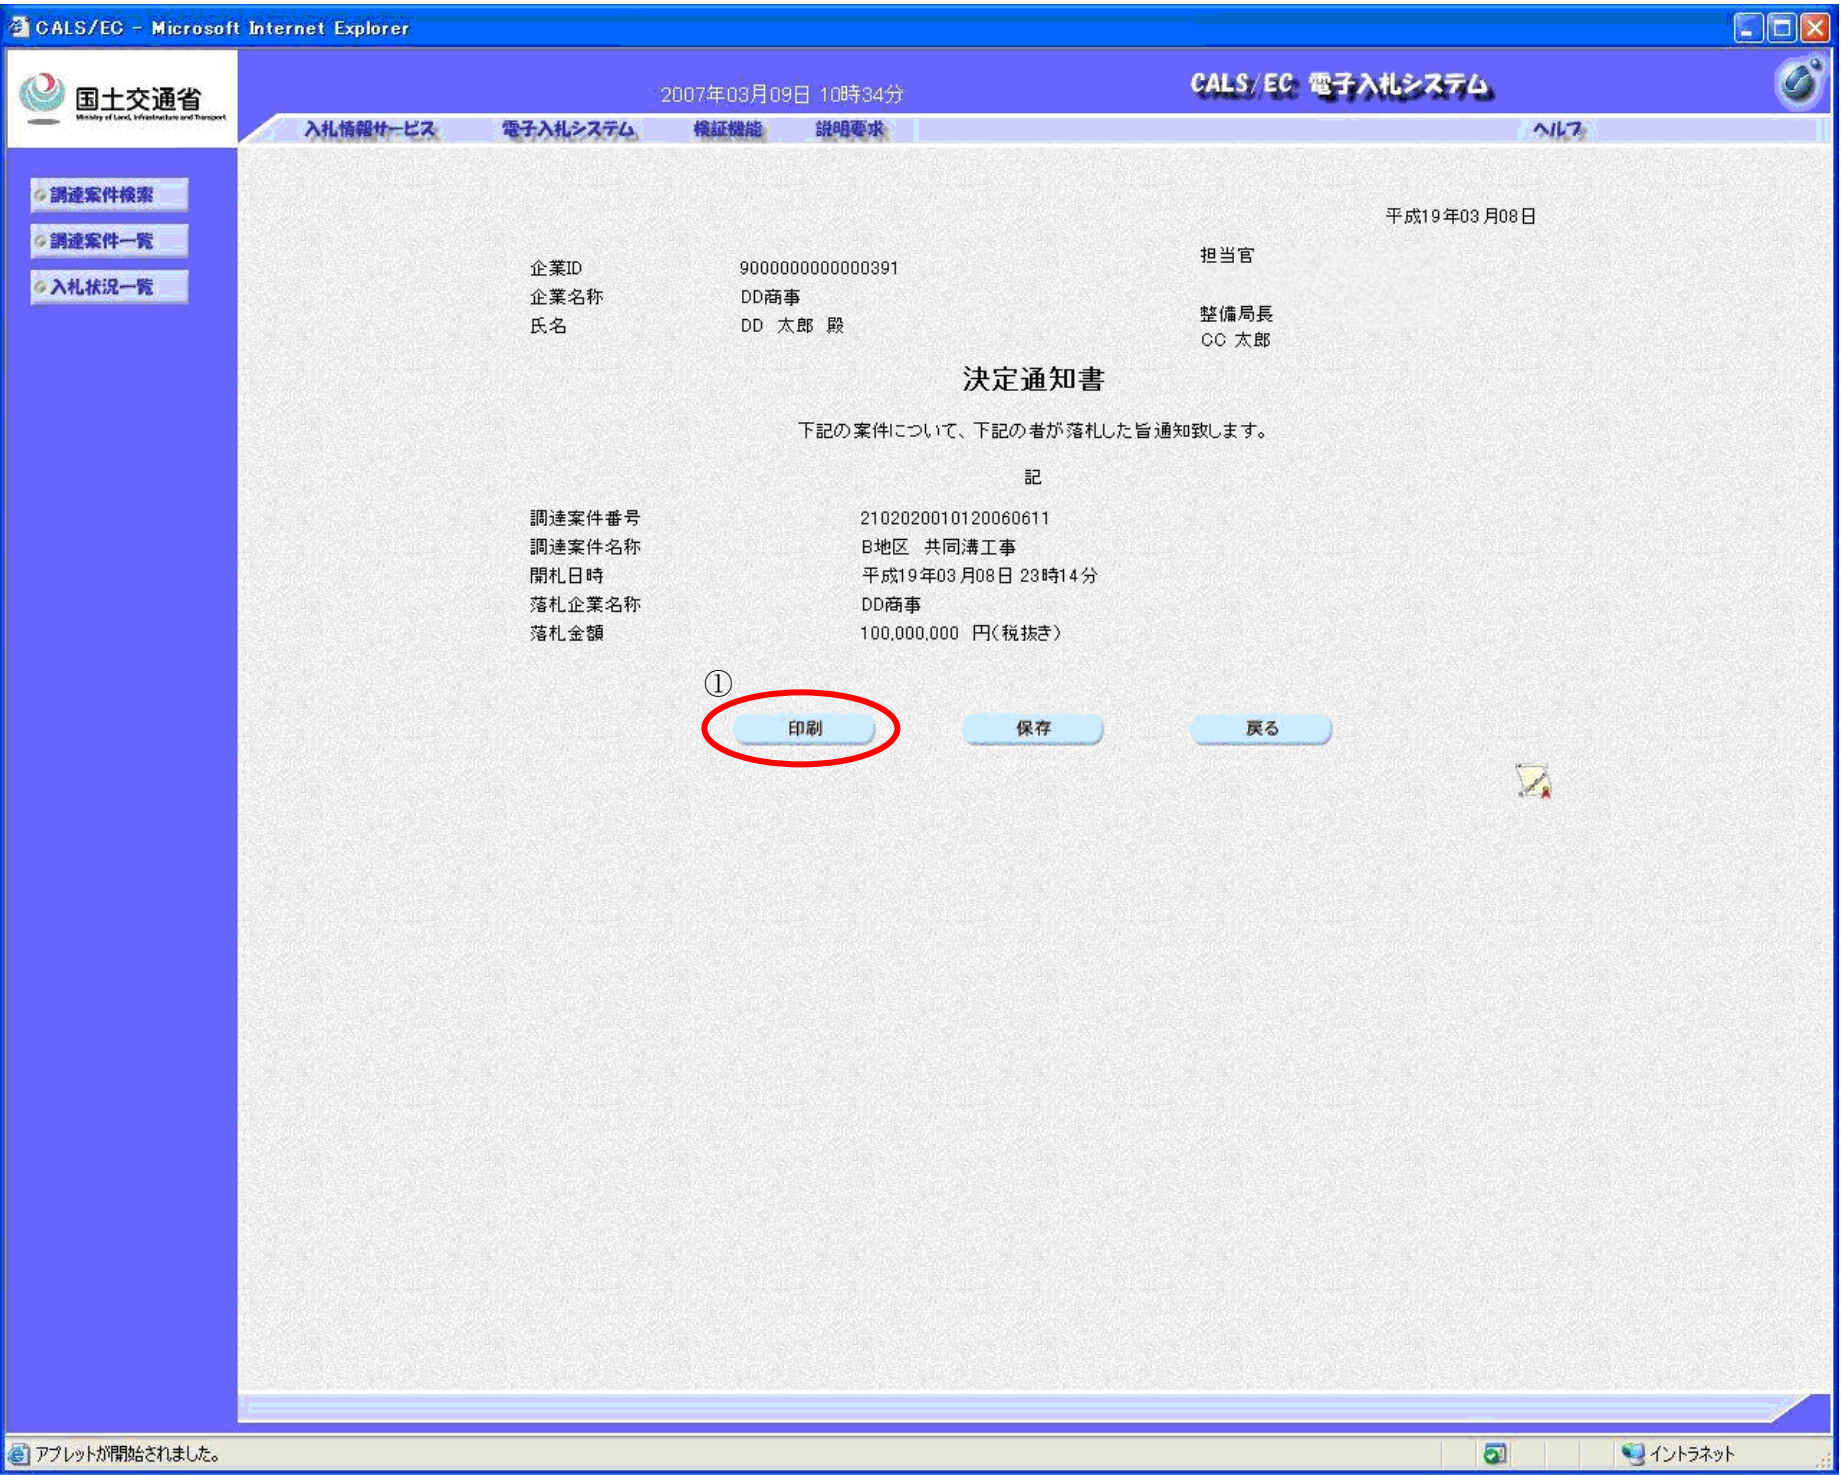 CALS/EC - Microsoft Internet Explorer
国土交通省
Ministry of Land, Infrastructure and Transport
2007年03月09日 10時34分
CALS/EC 電子入札システム
入札情報サービス 電子入札システム 検証機能 説明要求 ヘルプ
調達案件検索
調達案件一覧
入札状況一覧
平成19年03月08日
企業ID 9000000000000391
企業名称 DD商事
氏名 DD 太郎 殿
担当官
整備局長
CC 太郎
決定通知書
下記の案件について、下記の者が落札した旨通知致します。
記
調達案件番号 2102020010120060611
調達案件名称 B地区 共同溝工事
開札日時 平成19年03月08日 23時14分
落札企業名称 DD商事
落札金額 100,000,000 円(税抜き)
①
印刷 保存 戻る
アプレットが開始されました。
イントラネット